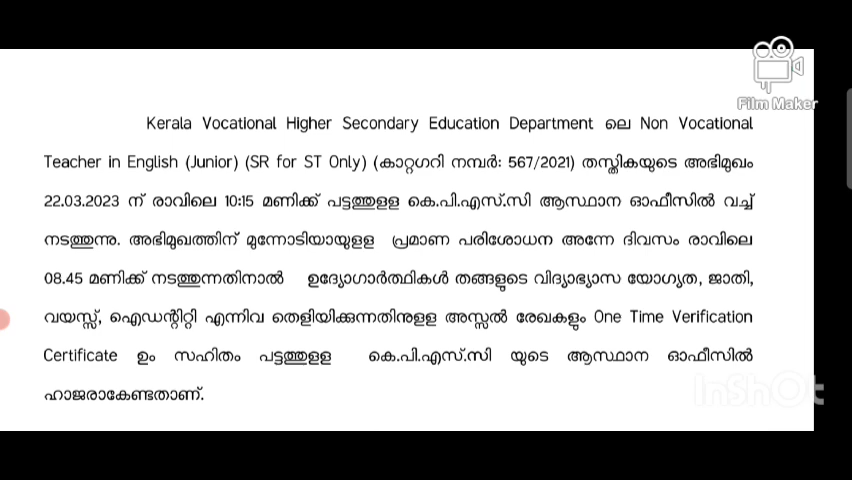 Film Maker
Kerala Vocational Higher Secondary Education Department ലെ Non Vocational
Teacher in English (Junior) (SR for ST Only) (കാറ്റഗറി നമ്പർ: 567/2021) തസ്തികയുടെ അഭിമുഖം
22.03.2023 ന് രാവിലെ 10:15 മണിക്ക് പട്ടത്തുളള കെ.പി.എസ്.സി ആസ്ഥാന ഓഫീസിൽ വച്ച്
നടത്തുന്നു. അഭിമുഖത്തിന് മുന്നോടിയായുളള പ്രമാണ പരിശോധന അന്നേ ദിവസം രാവിലെ
08.45 മണിക്ക് നടത്തുന്നതിനാൽ ഉദ്യോഗാർത്ഥികൾ തങ്ങളുടെ വിദ്യാഭ്യാസ യോഗ്യത, ജാതി,
വയസ്സ്, ഐഡന്റിറ്റി എന്നിവ തെളിയിക്കുന്നതിനുളള അസ്സൽ രേഖകളും One Time Verification
Certificate ഉം സഹിതം പട്ടത്തുളള കെ.പി.എസ്.സി യുടെ ആസ്ഥാന ഓഫീസിൽ
ഹാജരാകേണ്ടതാണ്.
InShOt